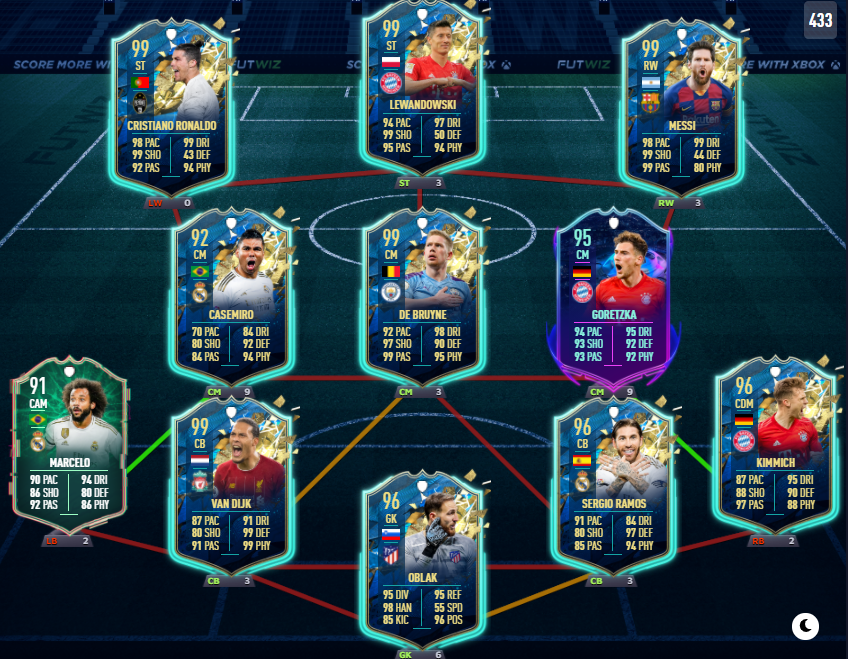 433
SCORE MORE WI
FUTWIZ
FUTWIZ
RE WITH XBOX
99
ST
CRISTIANO RONALDO
98 PAC 99 DRI
99 SHO 43 DEF
92 PAS 94 PHY
LW 0
99
ST
LEWANDOWSKI
94 PAC 97 DRI
99 SHO 50 DEF
95 PAS 94 PHY
ST 3
99
RW
MESSI
98 PAC 99 DRI
99 SHO 44 DEF
99 PAS 80 PHY
RW 3
92
CM
CASEMIRO
70 PAC 84 DRI
80 SHO 92 DEF
84 PAS 94 PHY
CM 9
99
CM
DE BRUYNE
92 PAC 98 DRI
97 SHO 90 DEF
99 PAS 95 PHY
CM 3
95
CM
GORETZKA
94 PAC 95 DRI
93 SHO 92 DEF
93 PAS 92 PHY
CM 9
91
CAM
MARCELO
90 PAC 94 DRI
86 SHO 80 DEF
92 PAS 86 PHY
LB 2
99
CB
VAN DIJK
87 PAC 91 DRI
80 SHO 99 DEF
91 PAS 99 PHY
CB 3
96
GK
OBLAK
95 DIV 95 REF
98 HAN 55 SPD
85 KIC 96 POS
GK 6
96
CB
SERGIO RAMOS
91 PAC 84 DRI
80 SHO 97 DEF
85 PAS 94 PHY
CB 3
96
CDM
KIMMICH
87 PAC 95 DRI
88 SHO 90 DEF
97 PAS 88 PHY
RB 2